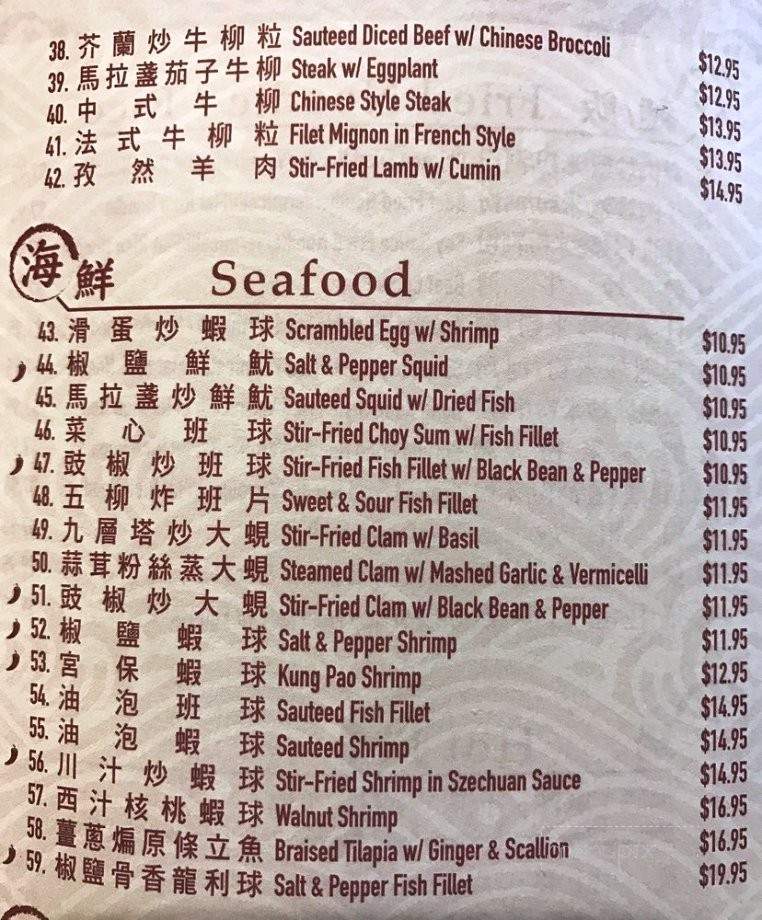 38. 芥蘭炒牛柳粒 Sauteed Diced Beef w/ Chinese Broccoli $12.95
39. 馬拉盞茄子牛柳 Steak w/ Eggplant $12.95
40. 中式牛柳 Chinese Style Steak $13.95
41. 法式牛柳粒 Filet Mignon in French Style $13.95
42. 孜然羊肉 Stir-Fried Lamb w/ Cumin $14.95
海鮮 Seafood
43. 滑蛋炒蝦球 Scrambled Egg w/ Shrimp $10.95
44. 椒鹽鮮魷 Salt & Pepper Squid $10.95
45. 馬拉盞炒鮮魷 Sauteed Squid w/ Dried Fish $10.95
46. 菜心班球 Stir-Fried Choy Sum w/ Fish Fillet $10.95
47. 豉椒炒班球 Stir-Fried Fish Fillet w/ Black Bean & Pepper $10.95
48. 五柳炸班片 Sweet & Sour Fish Fillet $11.95
49. 九層塔炒大蜆 Stir-Fried Clam w/ Basil $11.95
50. 蒜茸粉絲蒸大蜆 Steamed Clam w/ Mashed Garlic & Vermicelli $11.95
51. 豉椒炒大蜆 Stir-Fried Clam w/ Black Bean & Pepper $11.95
52. 椒鹽蝦球 Salt & Pepper Shrimp $11.95
53. 宮保蝦球 Kung Pao Shrimp $12.95
54. 油泡班球 Sauteed Fish Fillet $14.95
55. 油泡蝦球 Sauteed Shrimp $14.95
56. 川汁炒蝦球 Stir-Fried Shrimp in Szechuan Sauce $14.95
57. 西汁核桃蝦球 Walnut Shrimp $16.95
58. 薑蔥煸原條立魚 Braised Tilapia w/ Ginger & Scallion $16.95
59. 椒鹽骨香龍利球 Salt & Pepper Fish Fillet $19.95